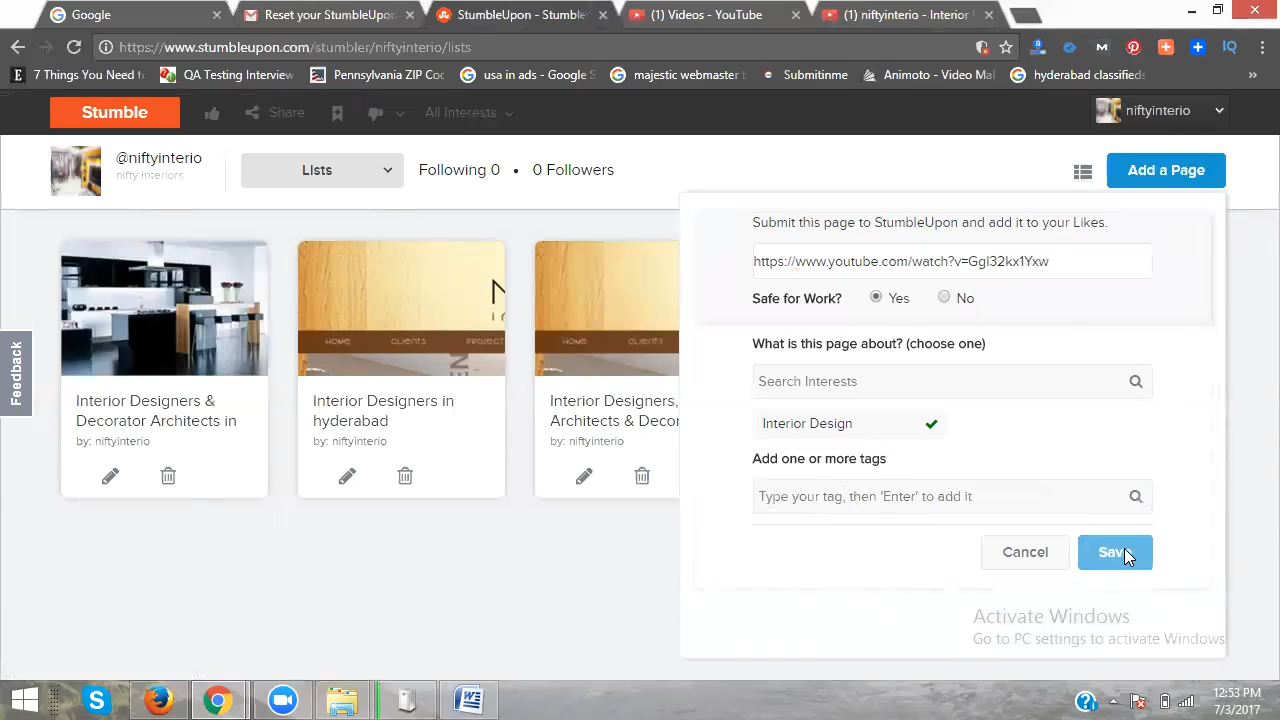 Google
Reset your StumbleUpo
StumbleUpon - Stumble
(1) Videos - YouTube
(1) niftyinterio - Interior
https://www.stumbleupon.com/stumbler/niftyinterio/lists
7 Things You Need t
QA Testing Interview
Pennsylvania ZIP Coc
usa in ads - Google S
majestic webmaster t
Submitinme
Animoto - Video Mal
hyderabad classifieds
Stumble
Share
All Interests
niftyinterio
@niftyinterio
nifty interiors
Lists
Following 0 • 0 Followers
Add a Page
Submit this page to StumbleUpon and add it to your Likes.
https://www.youtube.com/watch?v=Ggl32kx1Yxw
Safe for Work? Yes No
What is this page about? (choose one)
Search Interests
Interior Design
Add one or more tags
Type your tag, then 'Enter' to add it
Cancel
Save
HOME CLIENTS PROJECT
HOME CLIENTS
Interior Designers &
Decorator Architects in
by: niftyinterio
Interior Designers in
hyderabad
by: niftyinterio
Interior Designers,
Architects & Decor
by: niftyinterio
Feedback
Activate Windows
Go to PC settings to activate Windows.
12:53 PM
7/3/2017